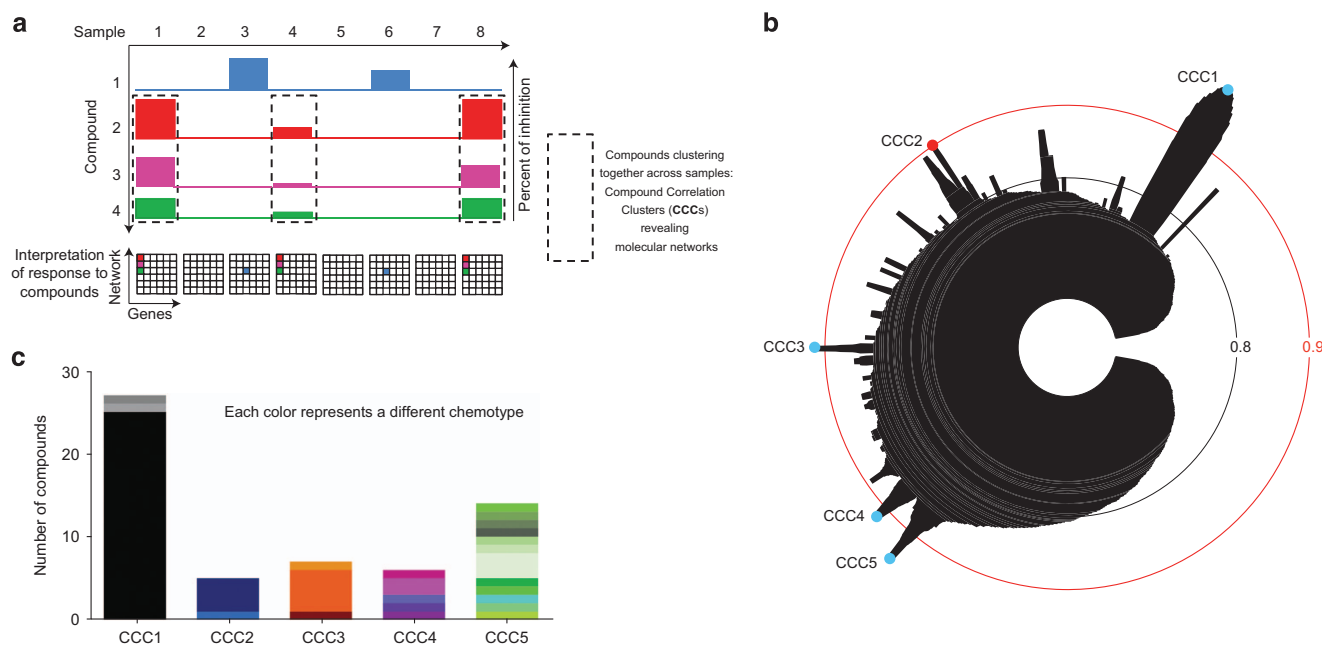 a
Sample 1 2 3 4 5 6 7 8
Compound
1
2
3
4
Percent of inhinition
Compounds clustering
together across samples:
Compound Correlation
Clusters (CCCs)
revealing
molecular networks
Interpretation
of response to
compounds
Network
Genes
b
CCC1
CCC2
CCC3
CCC4
CCC5
0.8
0.9
c
Each color represents a different chemotype
Number of compounds
30
20
10
0
CCC1 CCC2 CCC3 CCC4 CCC5